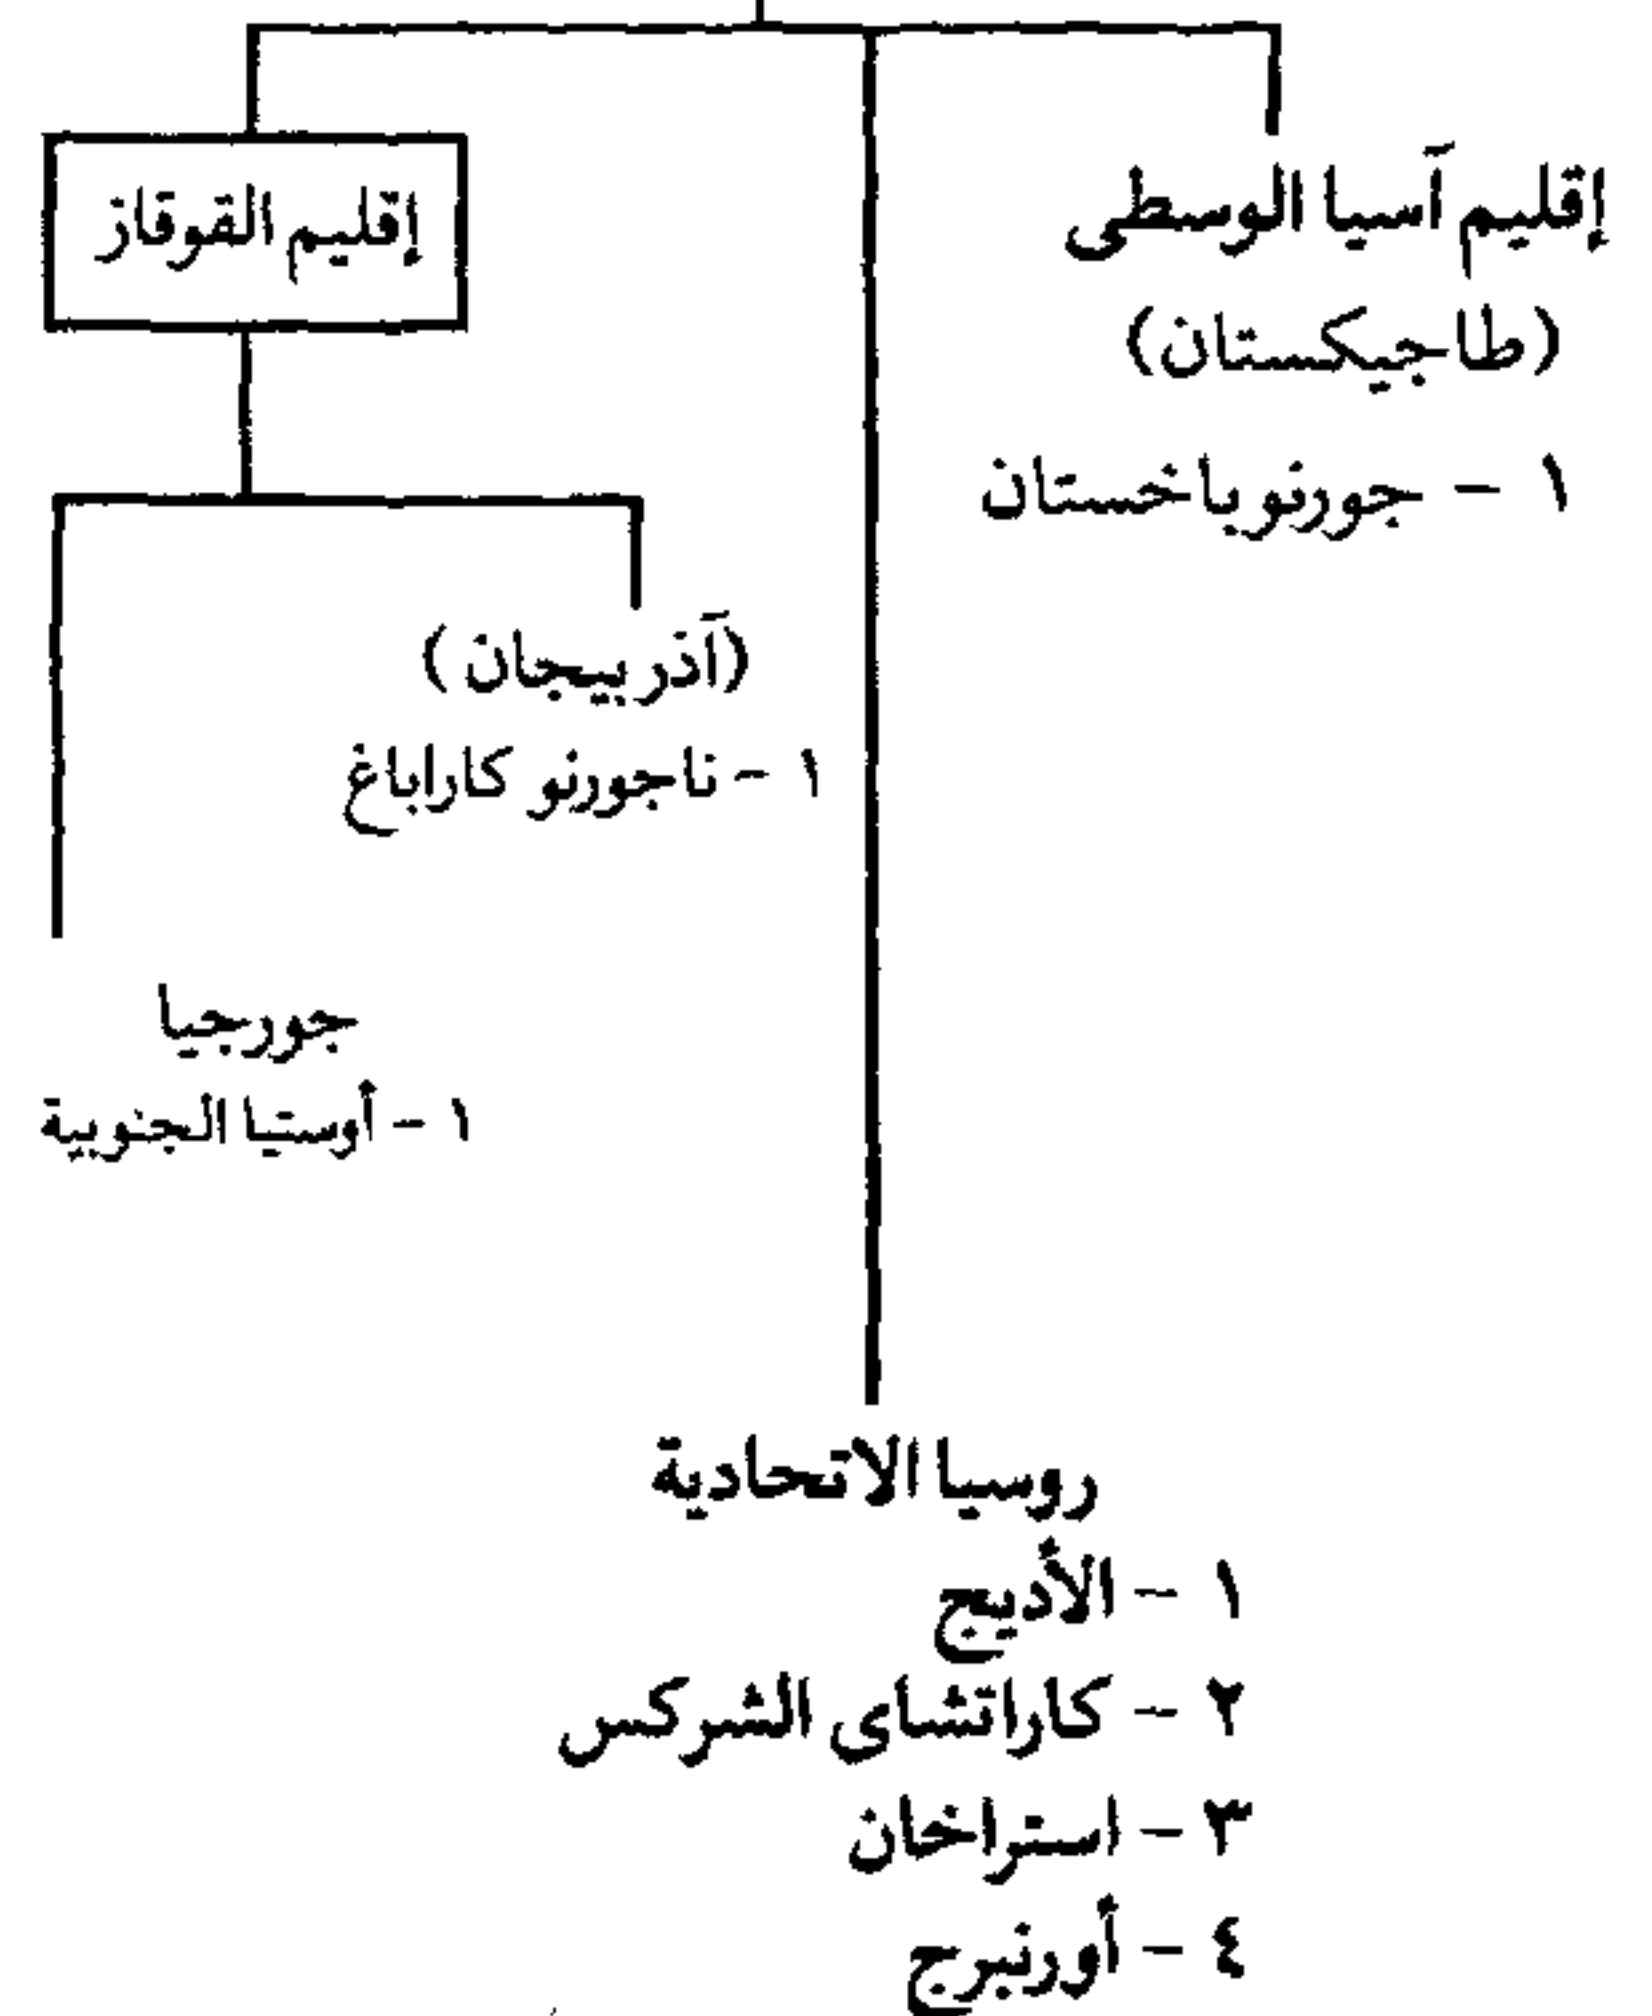 إقليم آسيا الوسطى
(طاجيكستان)
١ - جورنوباخستان
إقليم القوقاز
(آذربيجان)
١ - ناجورنو كاراباغ
جورجيا
١ - أوستيا الجنوبية
روسيا الاتحادية
١ - الأديج
٢ - كاراتشاى الشركس
٣ - استراخان
٤ - أورنبرج